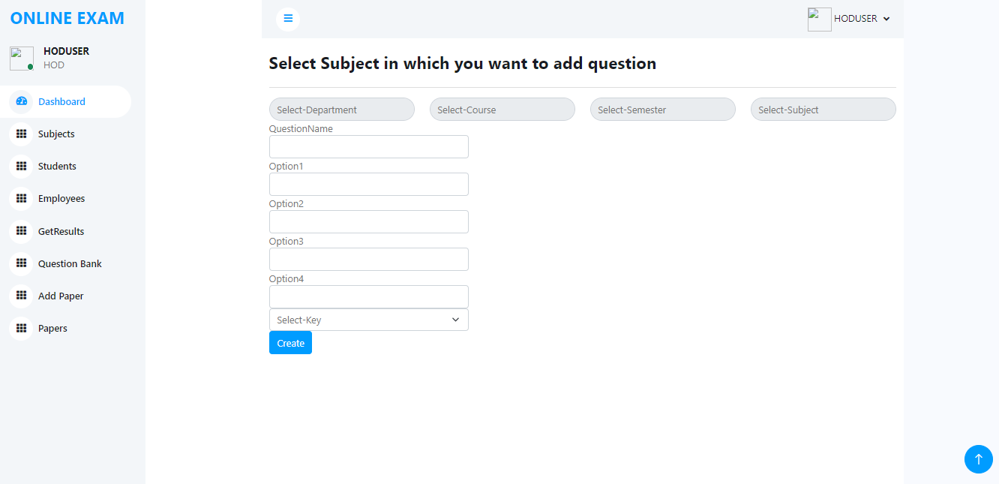 ONLINE EXAM
HODUSER
HOD
Dashboard
Subjects
Students
Employees
GetResults
Question Bank
Add Paper
Papers
HODUSER
Select Subject in which you want to add question
Select-Department Select-Course Select-Semester Select-Subject
QuestionName
Option1
Option2
Option3
Option4
Select-Key
Create